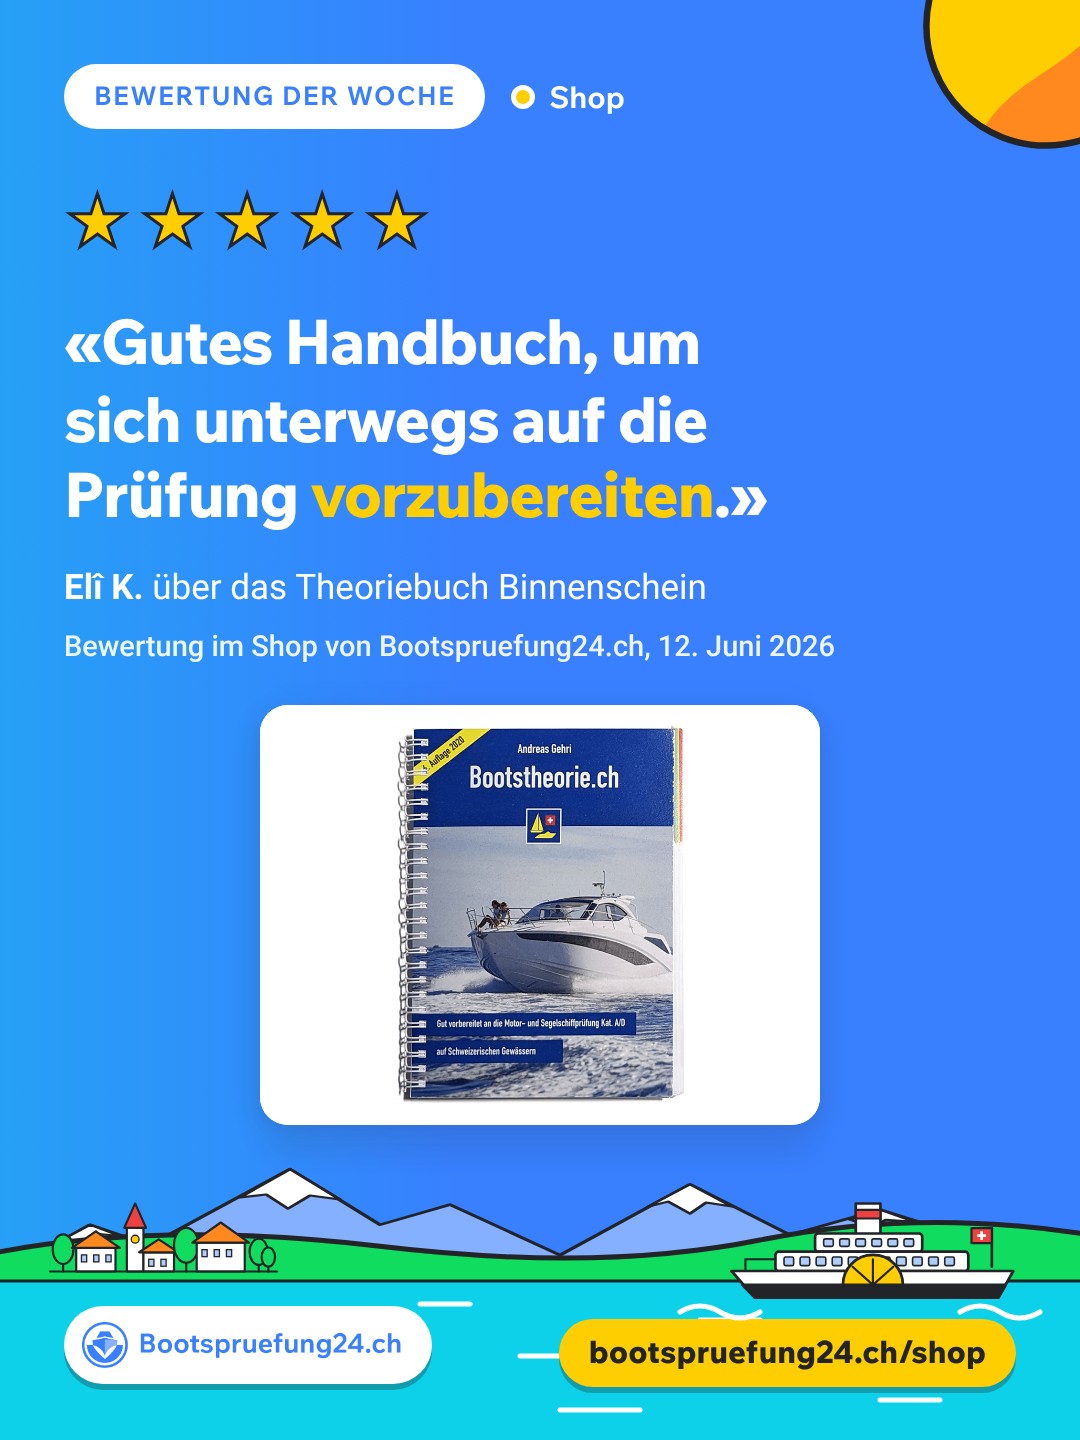 BEWERTUNG DER WOCHE
Shop
«Gutes Handbuch, um
sich unterwegs auf die
Prüfung vorzubereiten.»
Elî K. über das Theoriebuch Binnenschein
Bewertung im Shop von Bootspruefung24.ch, 12. Juni 2026
Auflage 2020
Andreas Gehri
Bootstheorie.ch
Gut vorbereitet an die Motor- und Segelschiffprüfung Kat. A/D
auf Schweizerischen Gewässern
Bootspruefung24.ch
bootspruefung24.ch/shop